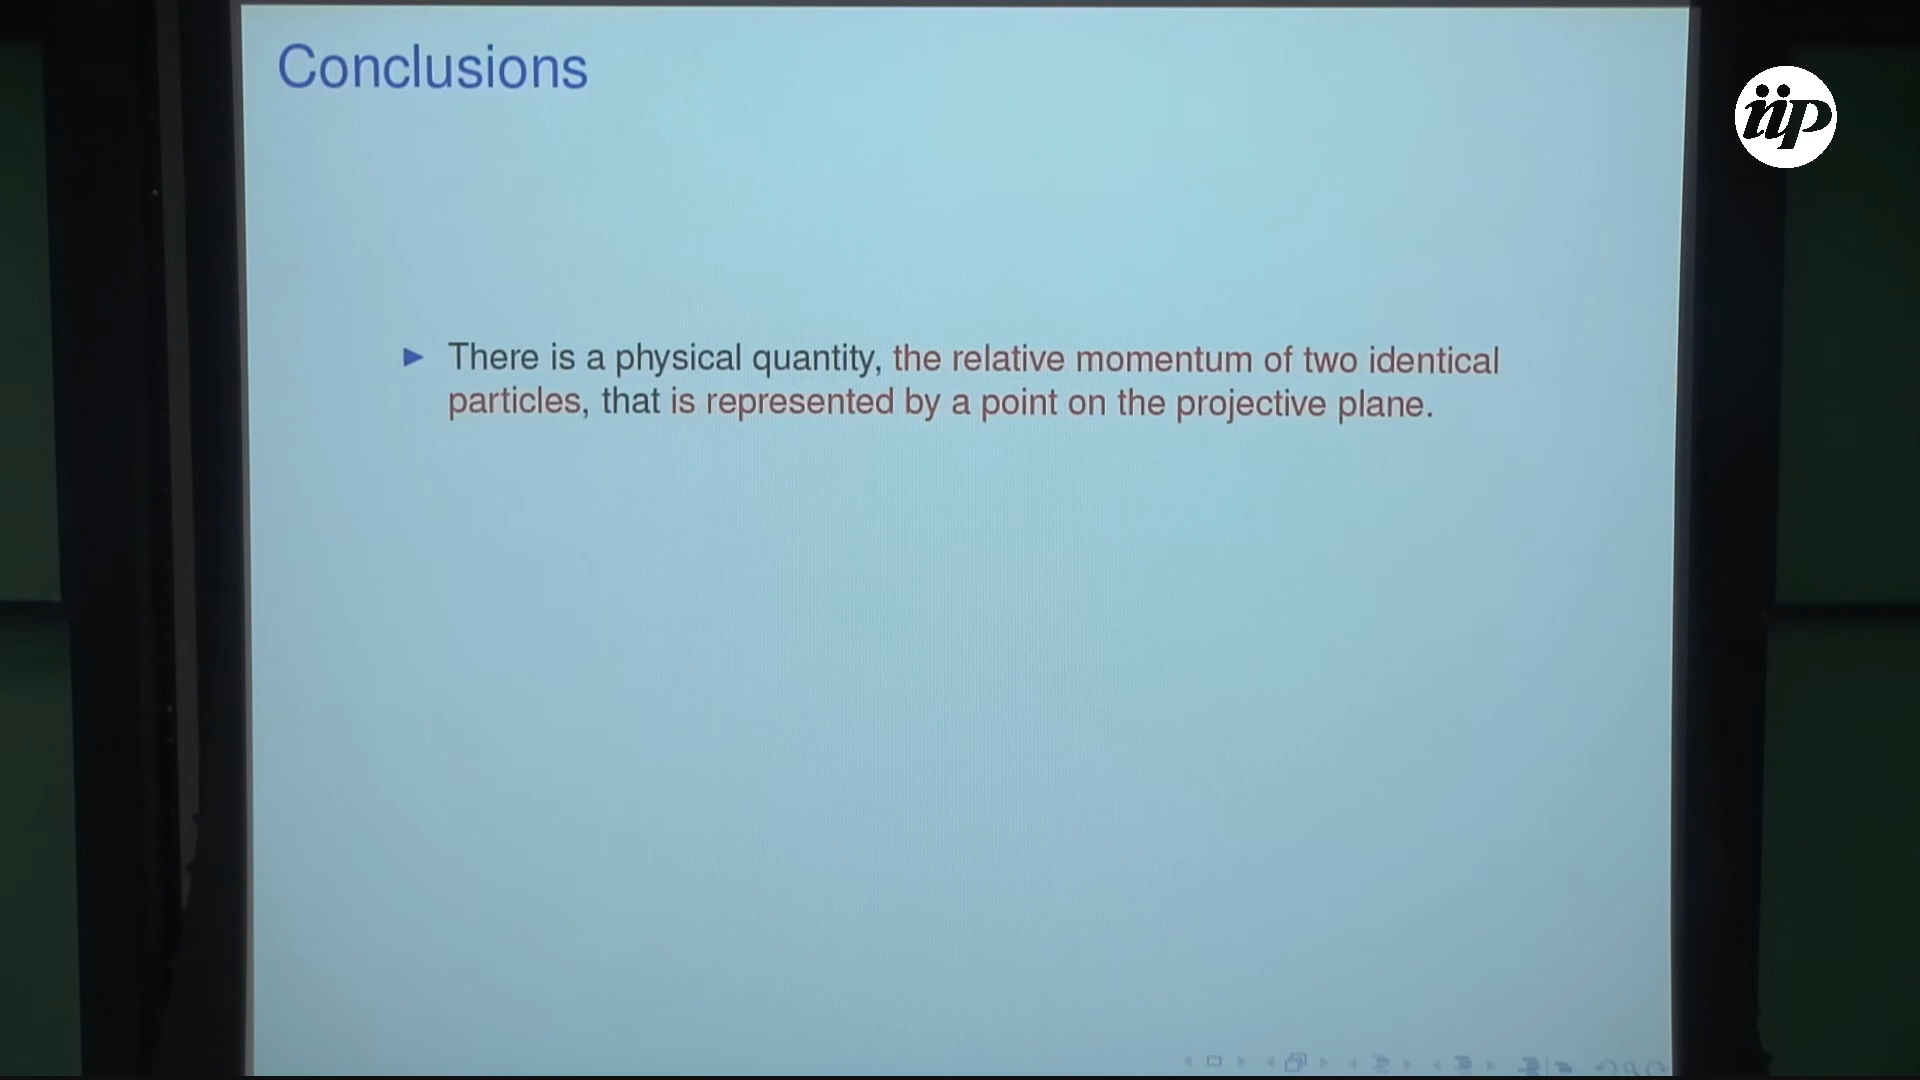 Conclusions
iip
► There is a physical quantity, the relative momentum of two identical
particles, that is represented by a point on the projective plane.